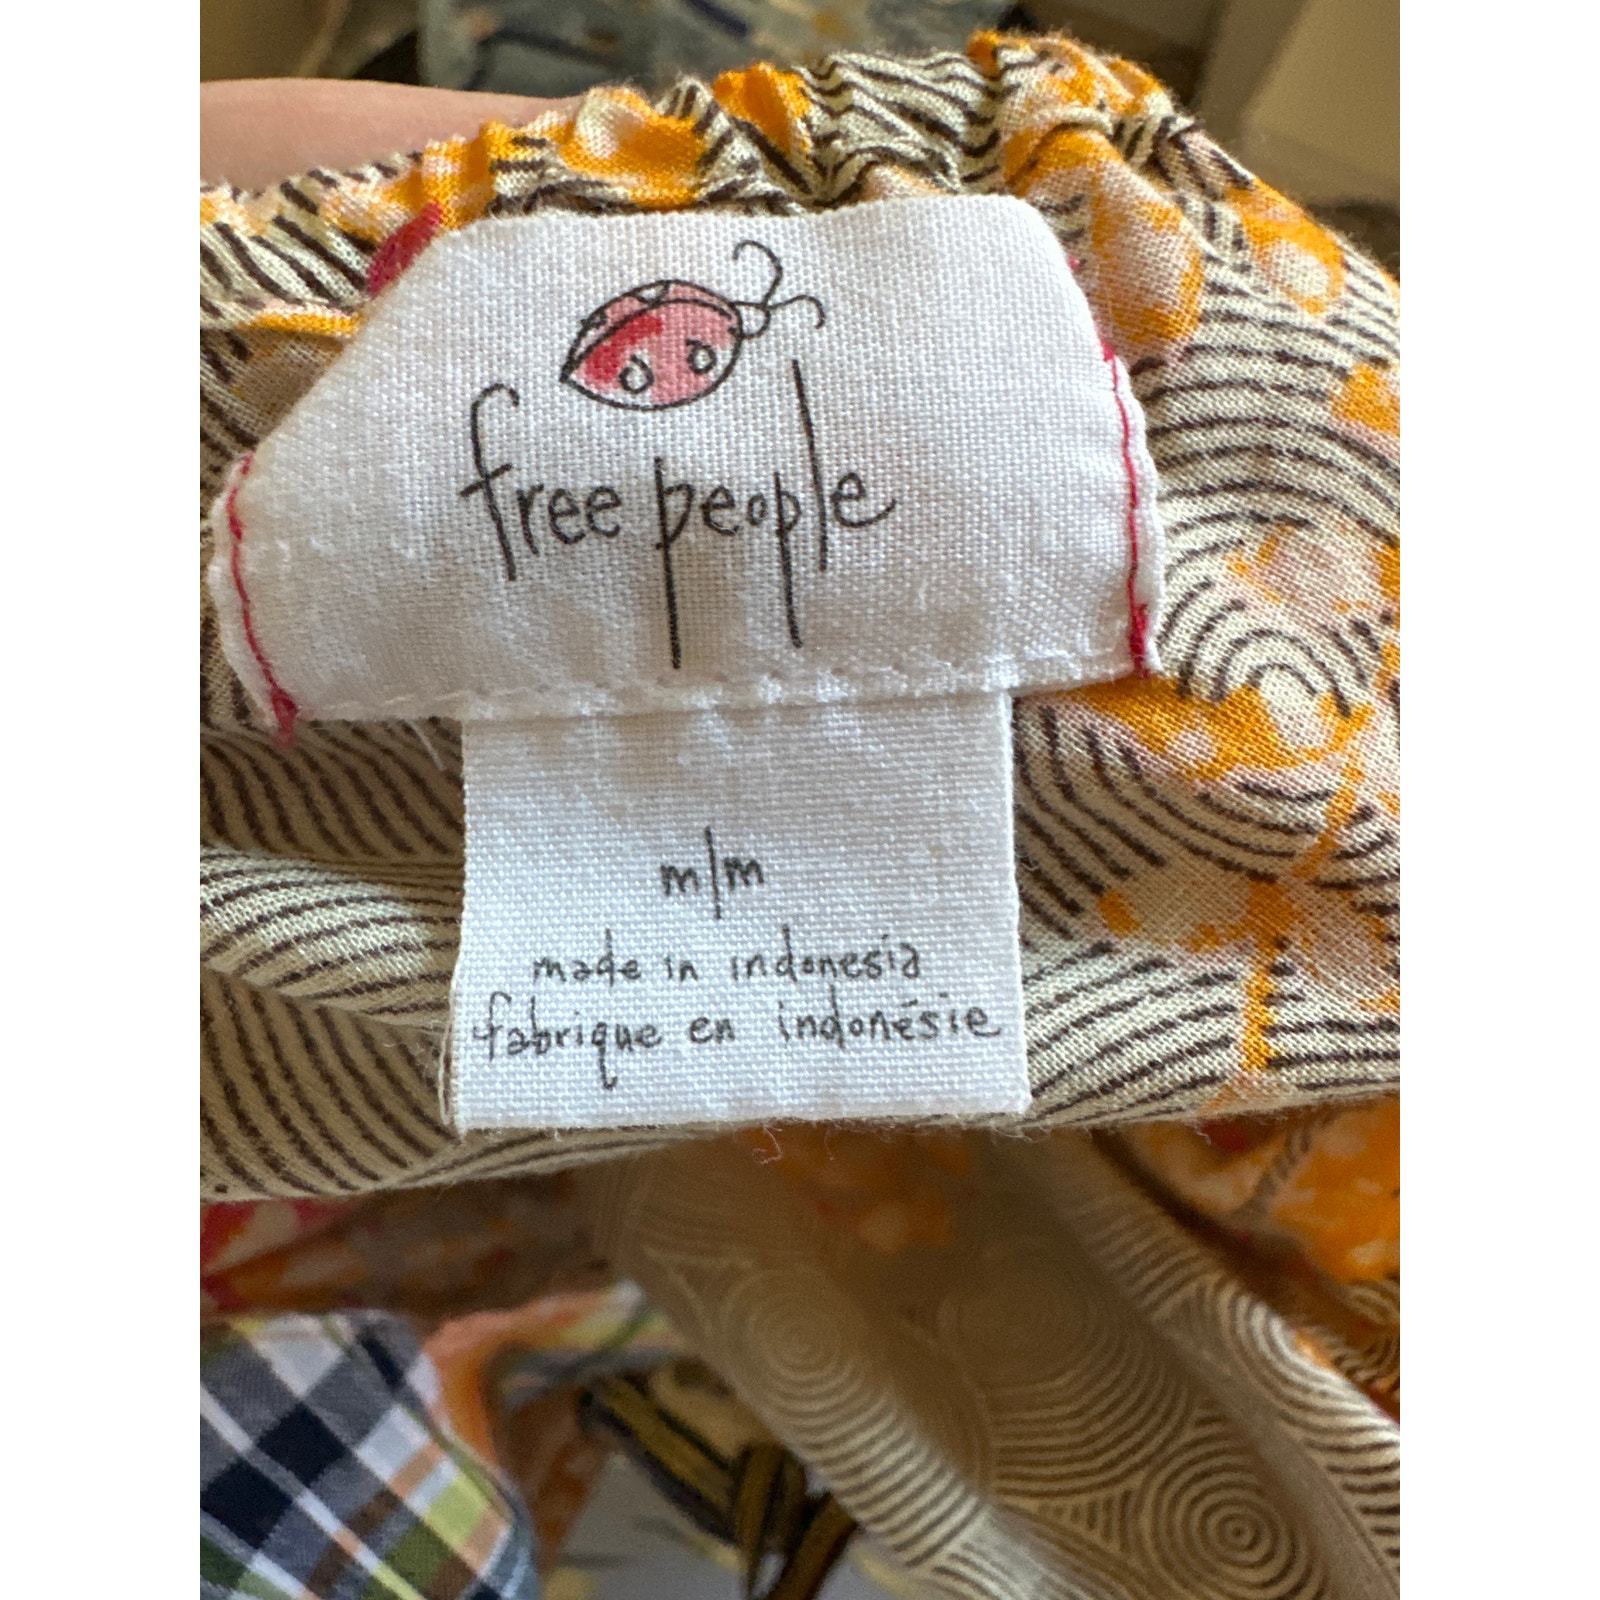 free people
m/m
made in indonesia
fabrique en indonésie